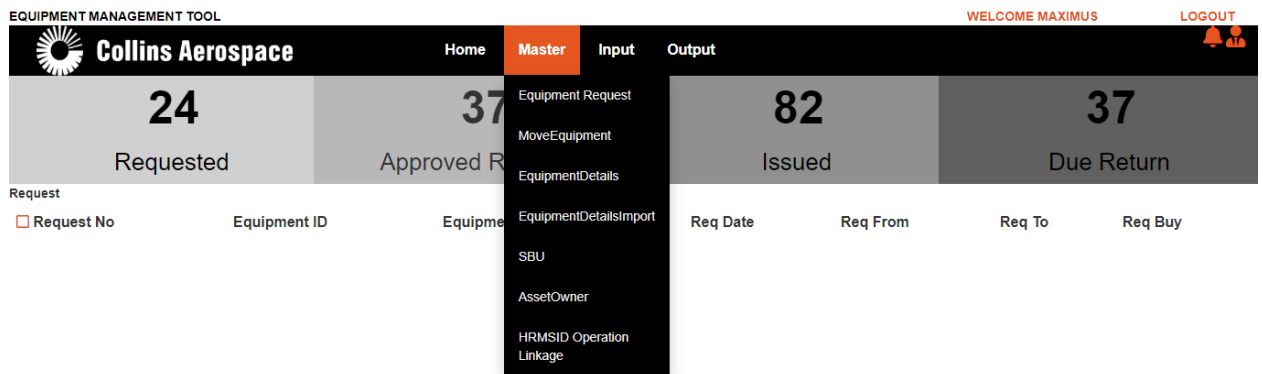 EQUIPMENT MANAGEMENT TOOL
WELCOME MAXIMUS
LOGOUT
Collins Aerospace
Home
Master
Input
Output
24
Requested
37
Approved
82
Issued
37
Due Return
Equipment Request
MoveEquipment
EquipmentDetails
EquipmentDetailsImport
SBU
AssetOwner
HRMSID Operation
Linkage
Request
Request No
Equipment ID
Req Date
Req From
Req To
Req Buy